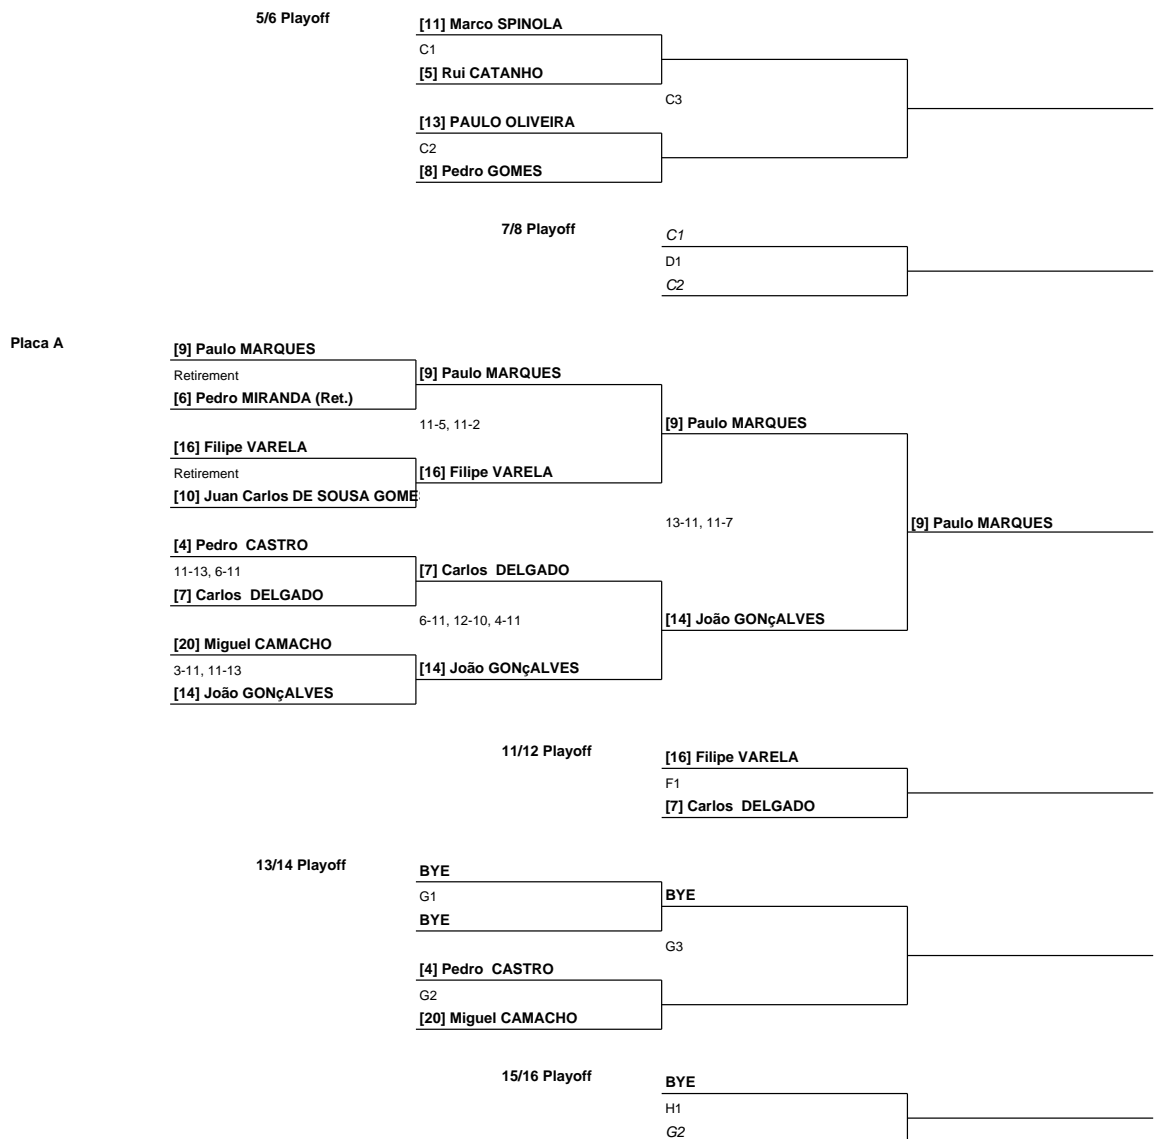 5/6 Playoff
[11] Marco SPINOLA
C1
[5] Rui CATANHO
C3
[13] PAULO OLIVEIRA
C2
[8] Pedro GOMES
7/8 Playoff
C1
D1
C2
Placa A
[9] Paulo MARQUES
Retirement
[9] Paulo MARQUES
[6] Pedro MIRANDA (Ret.)
11-5, 11-2
[9] Paulo MARQUES
[16] Filipe VARELA
Retirement
[16] Filipe VARELA
[10] Juan Carlos DE SOUSA GOME
13-11, 11-7
[9] Paulo MARQUES
[4] Pedro  CASTRO
11-13, 6-11
[7] Carlos  DELGADO
[7] Carlos  DELGADO
6-11, 12-10, 4-11
[14] João GONçALVES
[20] Miguel CAMACHO
3-11, 11-13
[14] João GONçALVES
[14] João GONçALVES
11/12 Playoff
[16] Filipe VARELA
F1
[7] Carlos  DELGADO
13/14 Playoff
BYE
G1
BYE
BYE
G3
[4] Pedro  CASTRO
G2
[20] Miguel CAMACHO
15/16 Playoff
BYE
H1
G2